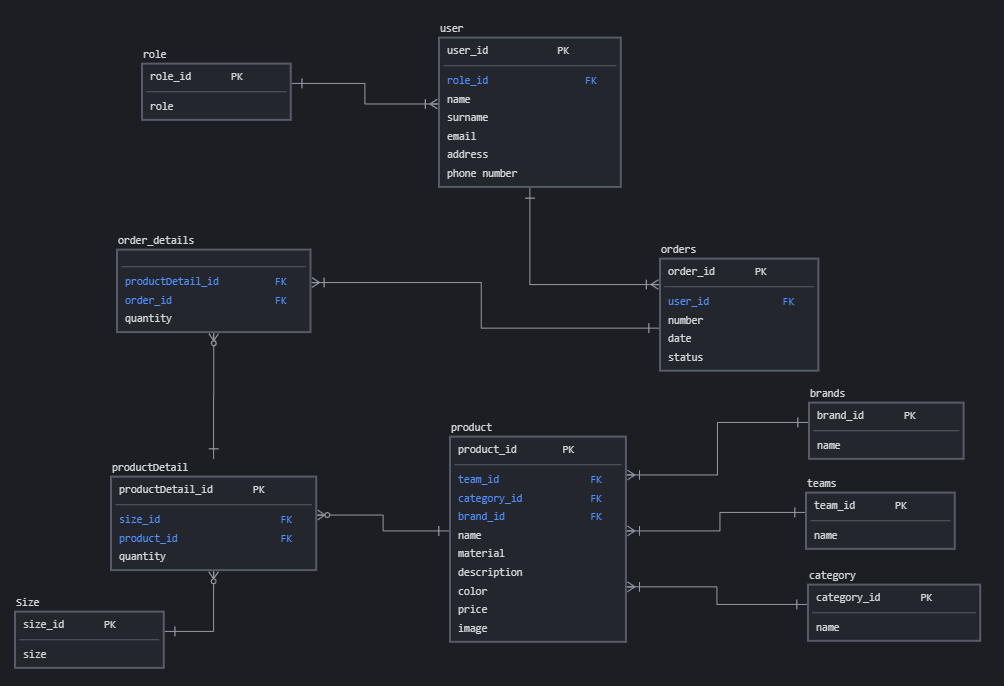 user
user_id PK
role_id FK
name
surname
email
address
phone number
role
role_id PK
role
order_details
productDetail_id FK
order_id FK
quantity
orders
order_id PK
user_id FK
number
date
status
brands
brand_id PK
name
product
product_id PK
team_id FK
category_id FK
brand_id FK
name
material
description
color
price
image
productDetail
productDetail_id PK
size_id FK
product_id FK
quantity
teams
team_id PK
name
category
category_id PK
name
Size
size_id PK
size